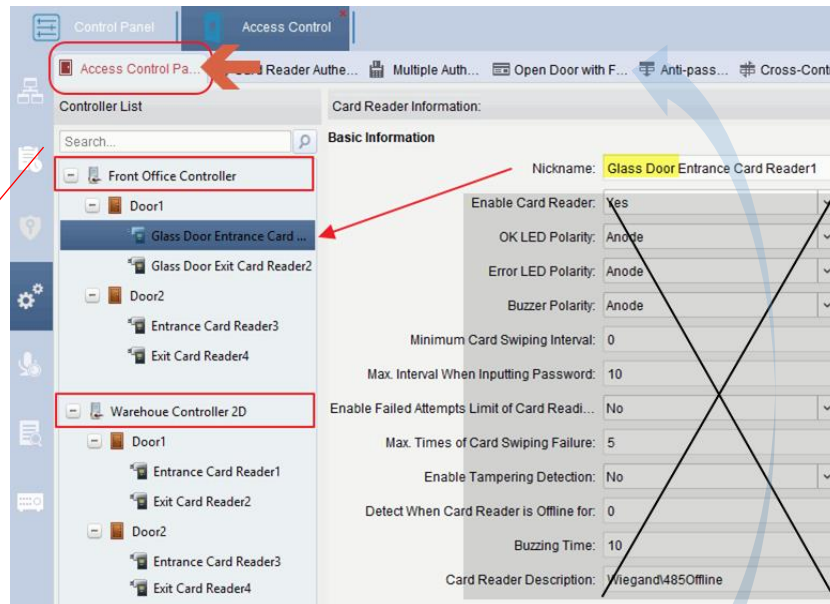 Control Panel
Access Control
Access Control Pa...
Card Reader Authe...
Multiple Auth...
Open Door with F...
Anti-pass...
Cross-Cont
Controller List
Search...
Front Office Controller
Door1
Glass Door Entrance Card ...
Glass Door Exit Card Reader2
Door2
Entrance Card Reader3
Exit Card Reader4
Warehoue Controller 2D
Door1
Entrance Card Reader1
Exit Card Reader2
Door2
Entrance Card Reader3
Exit Card Reader4
Card Reader Information:
Basic Information
Nickname: Glass Door Entrance Card Reader1
Enable Card Reader: Yes
OK LED Polarity: Anode
Error LED Polarity: Anode
Buzzer Polarity: Anode
Minimum Card Swiping Interval: 0
Max. Interval When Inputting Password: 10
Enable Failed Attempts Limit of Card Readi... No
Max. Times of Card Swiping Failure: 5
Enable Tampering Detection: No
Detect When Card Reader is Offline for: 0
Buzzing Time: 10
Card Reader Description: Wiegand\485Offline